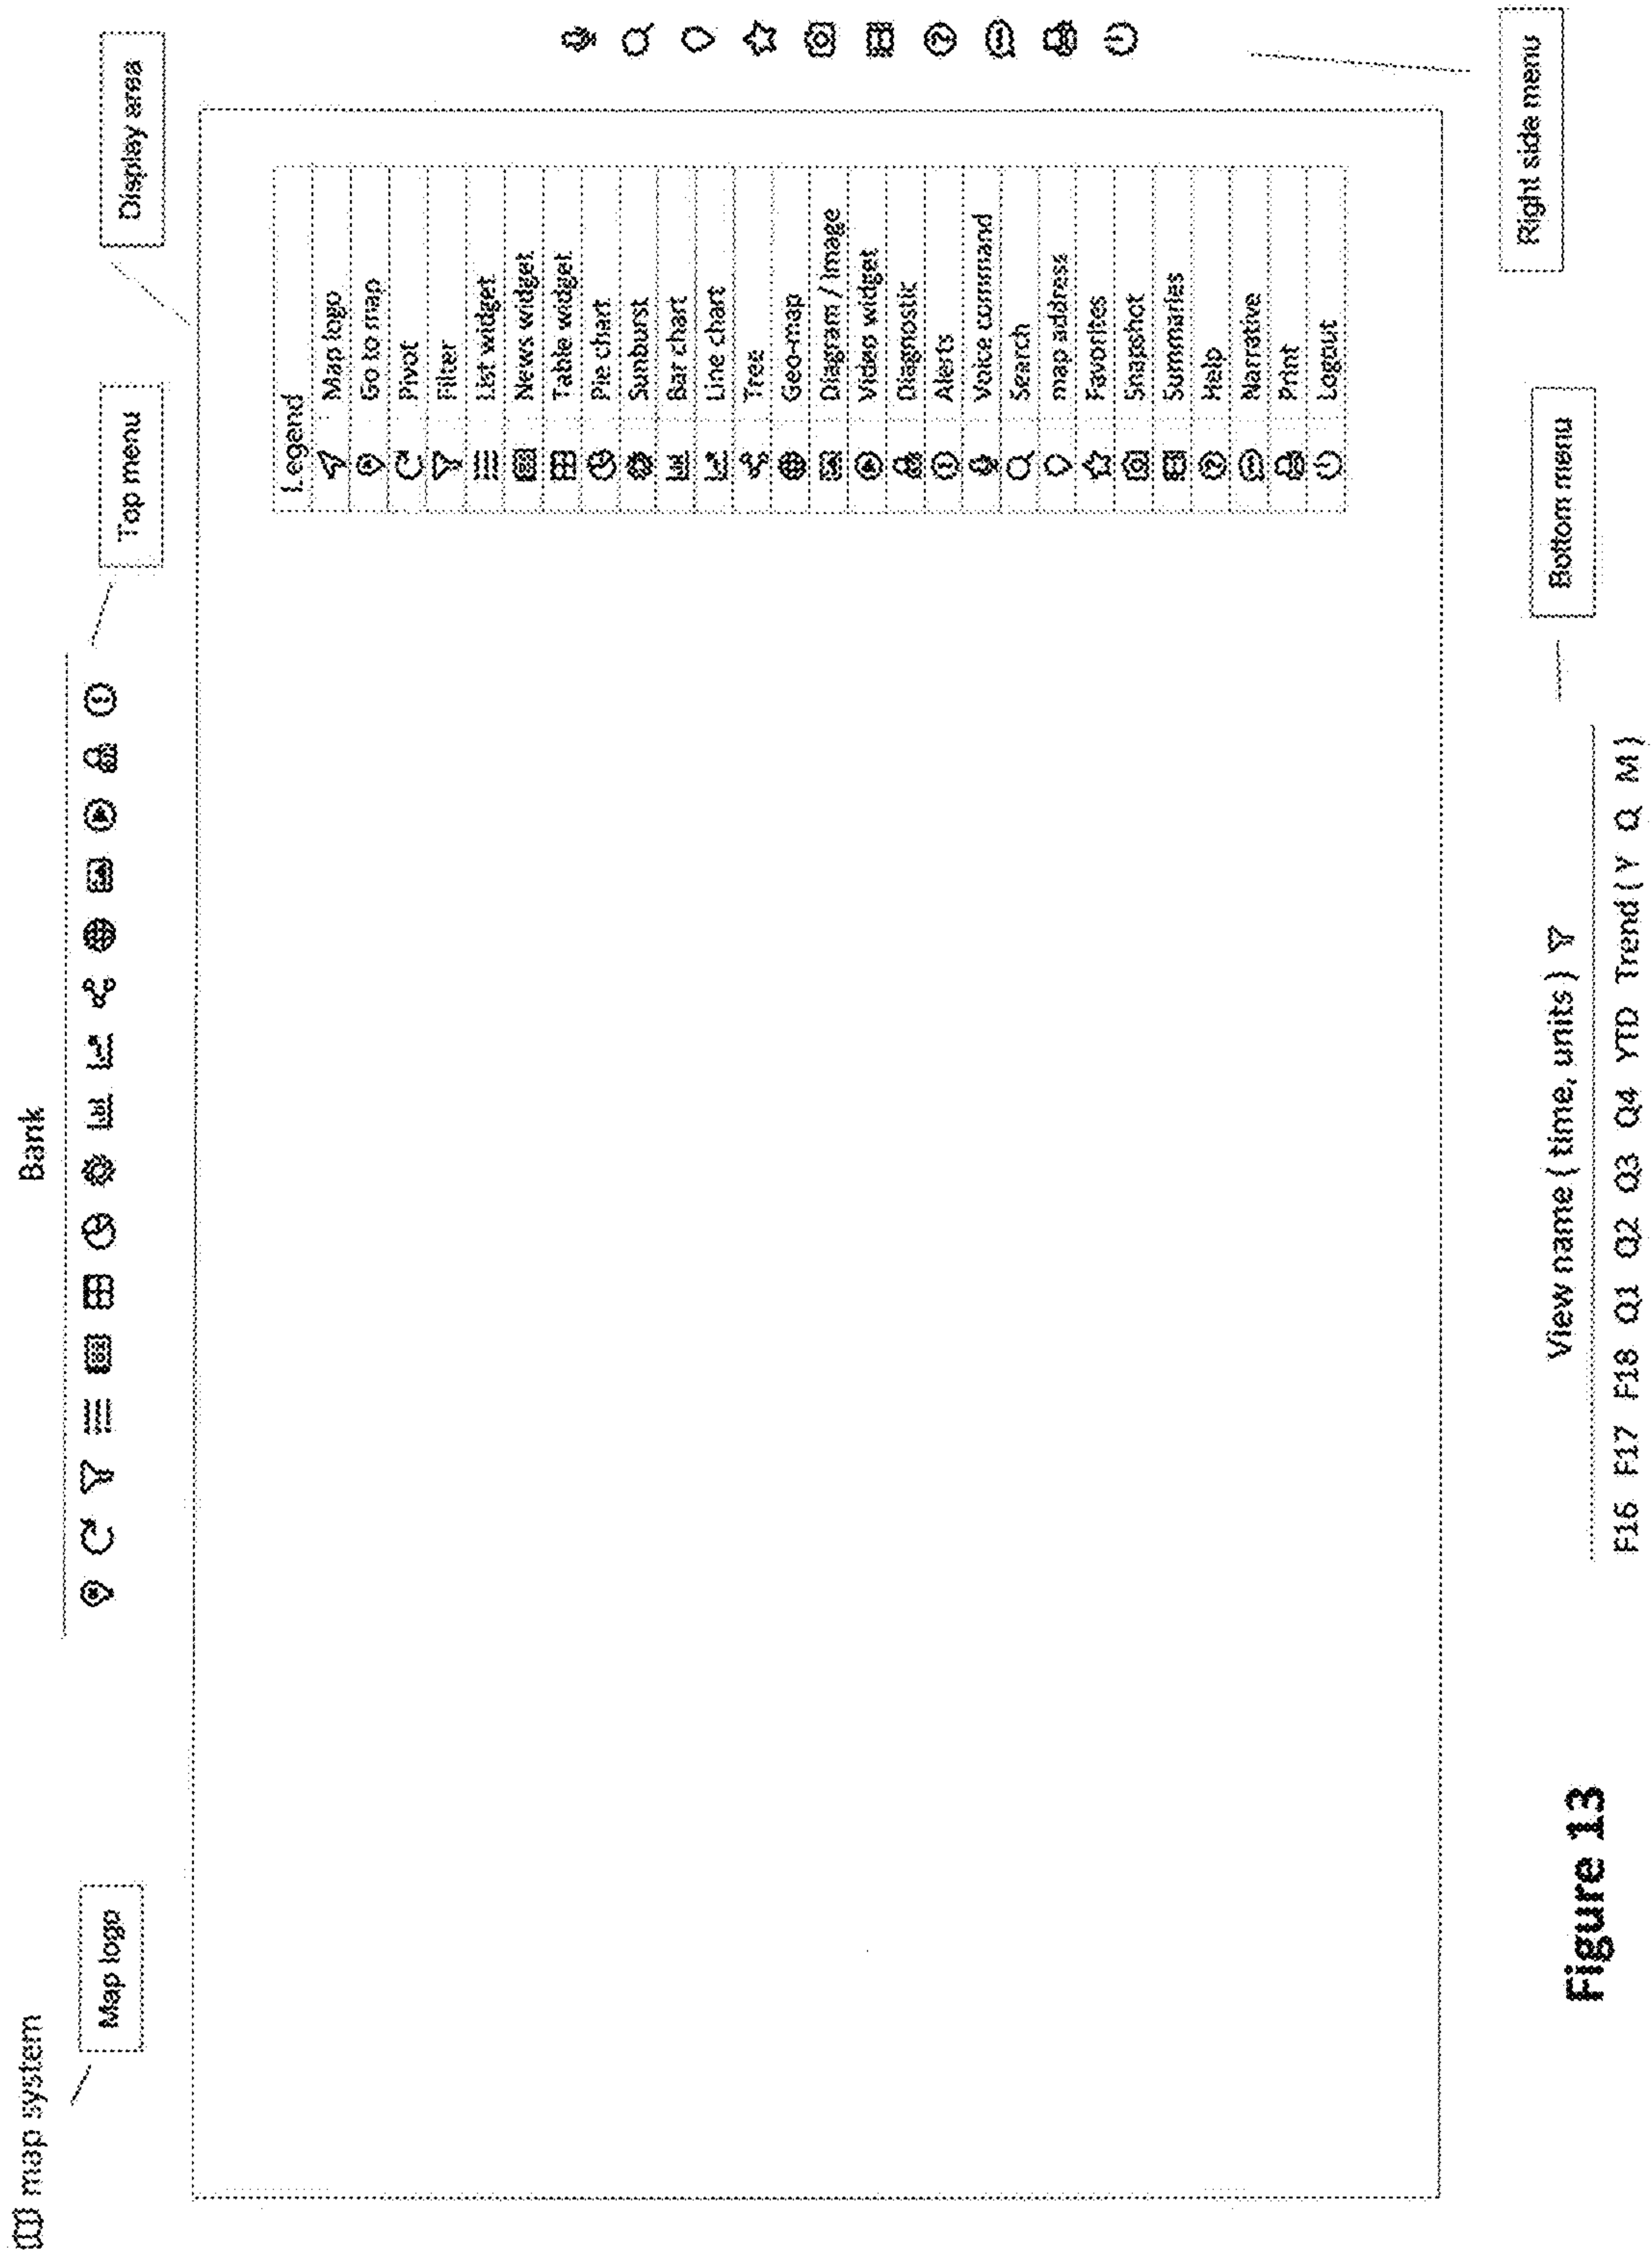 map system
Bank
Map logo
Top menu
Display area
Legend
Map logo
Go to map
Pivot
Filter
List widget
News widget
Table widget
Pie chart
Sunburst
Bar chart
Line chart
Tree
Geo-map
Diagram / Image
Video widget
Diagnostic
Alerts
Voice command
Search
map address
Favorites
Snapshot
Summaries
Help
Narrative
Print
Logout
View name ( time, units )
F16 F17 F18 Q1 Q2 Q3 Q4 YTD Trend ( Y Q M )
Bottom menu
Right side menu
Figure 13